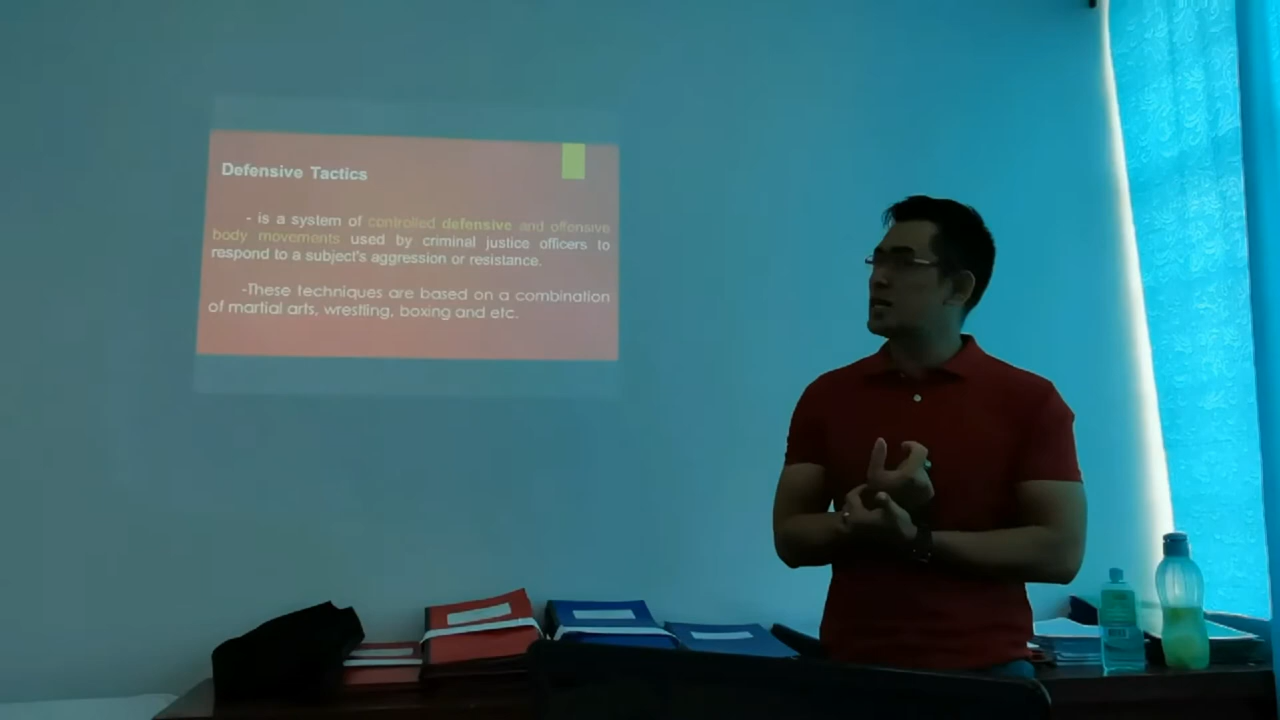 Defensive Tactics
- is a system of controlled defensive and offensive
body movements used by criminal justice officers to
respond to a subject's aggression or resistance.
-These techniques are based on a combination
of martial arts, wrestling, boxing and etc.